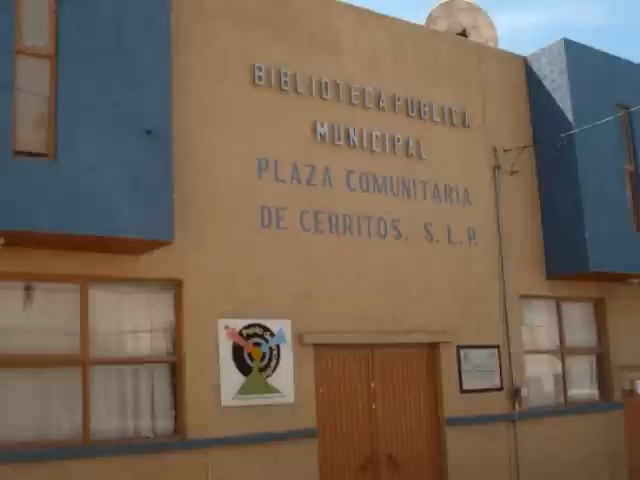 BIBLIOTECA PUBLICA
MUNICIPAL
PLAZA COMUNITARIA
DE CERRITOS, S.L.P.